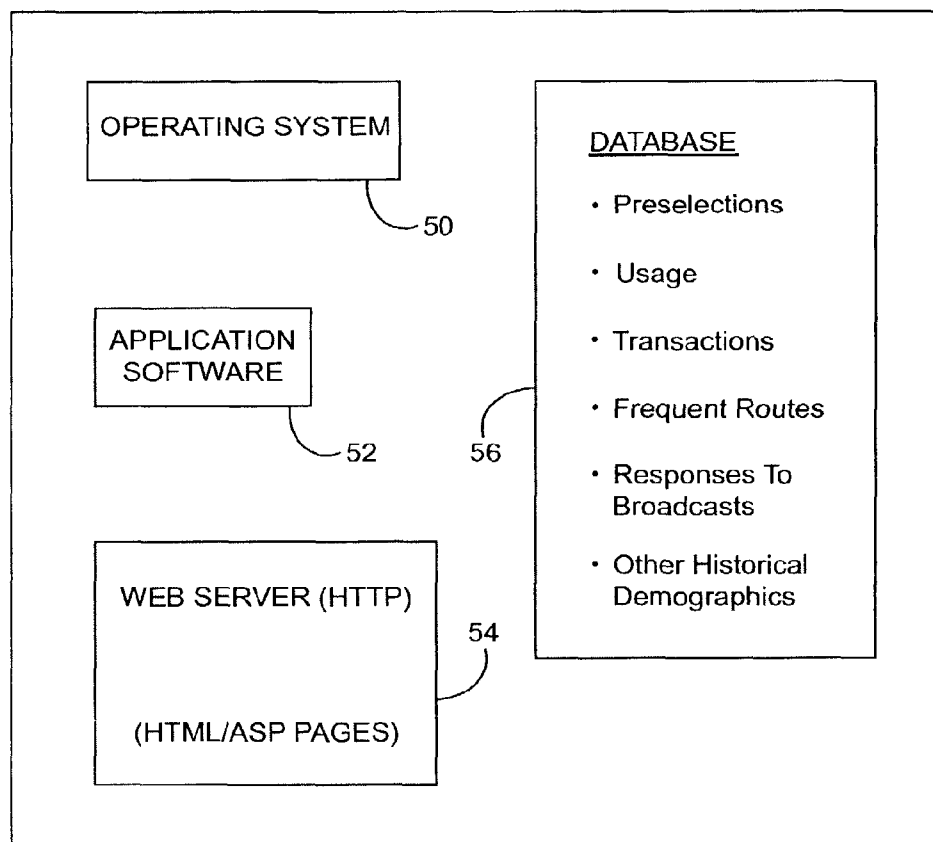 OPERATING SYSTEM
50
APPLICATION
SOFTWARE
52
WEB SERVER (HTTP)
(HTML/ASP PAGES)
54
DATABASE
• Preselections
• Usage
• Transactions
• Frequent Routes
• Responses To
Broadcasts
• Other Historical
Demographics
56